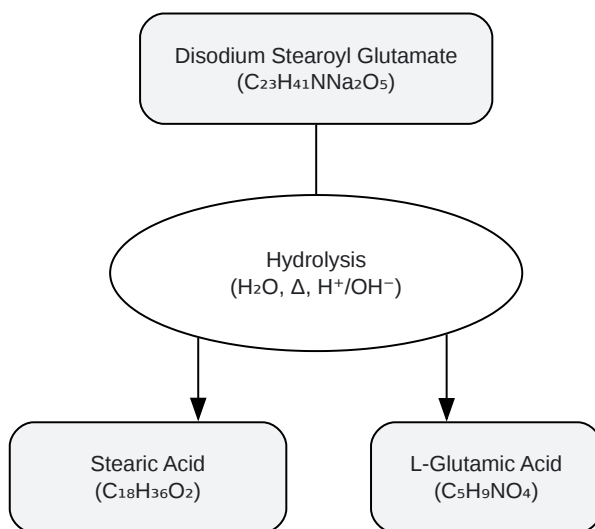 Disodium Stearoyl Glutamate
(C₂₃H₄₁NNa₂O₅)
Hydrolysis
(H₂O, Δ, H⁺/OH⁻)
Stearic Acid
(C₁₈H₃₆O₂)
L-Glutamic Acid
(C₅H₉NO₄)